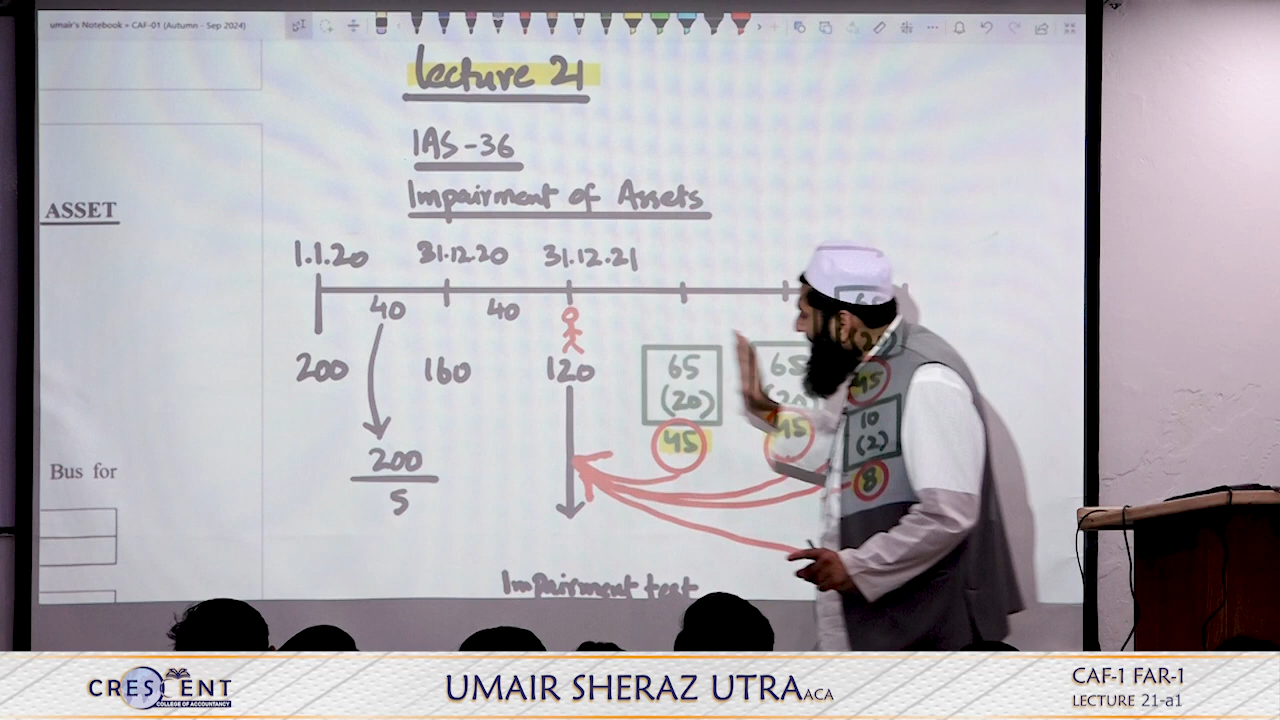 umair's Notebook » CAF-01 (Autumn - Sep 2024)
Lecture 21
IAS-36
Impairment of Assets
ASSET
1.1.20 31.12.20 31.12.21
40 40
200 160 120 65 65
(20)
45 45 45
10
(2)
8
200
5
Bus for
Impairment test
CRESCENT
COLLEGE OF ACCOUNTANCY
UMAIR SHERAZ UTRA ACA
CAF-1 FAR-1
LECTURE 21-a1